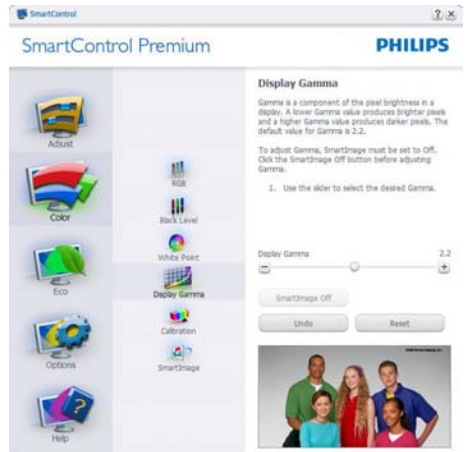 SmartControl
SmartControl Premium
PHILIPS
Adjust
Color
Eco
Options
Help
RGB
Black Level
White Point
Display Gamma
Calibration
SmartImage
Display Gamma
Gamma is a component of the pixel brightness in a
display. A lower Gamma value produces brighter pixels
and a higher Gamma value produces darker pixels. The
default value for Gamma is 2.2.
To adjust Gamma, SmartImage must be set to Off.
Click the SmartImage Off button before adjusting
Gamma.
1. Use the slider to select the desired Gamma.
Display Gamma 2.2
SmartImage Off
Undo Reset